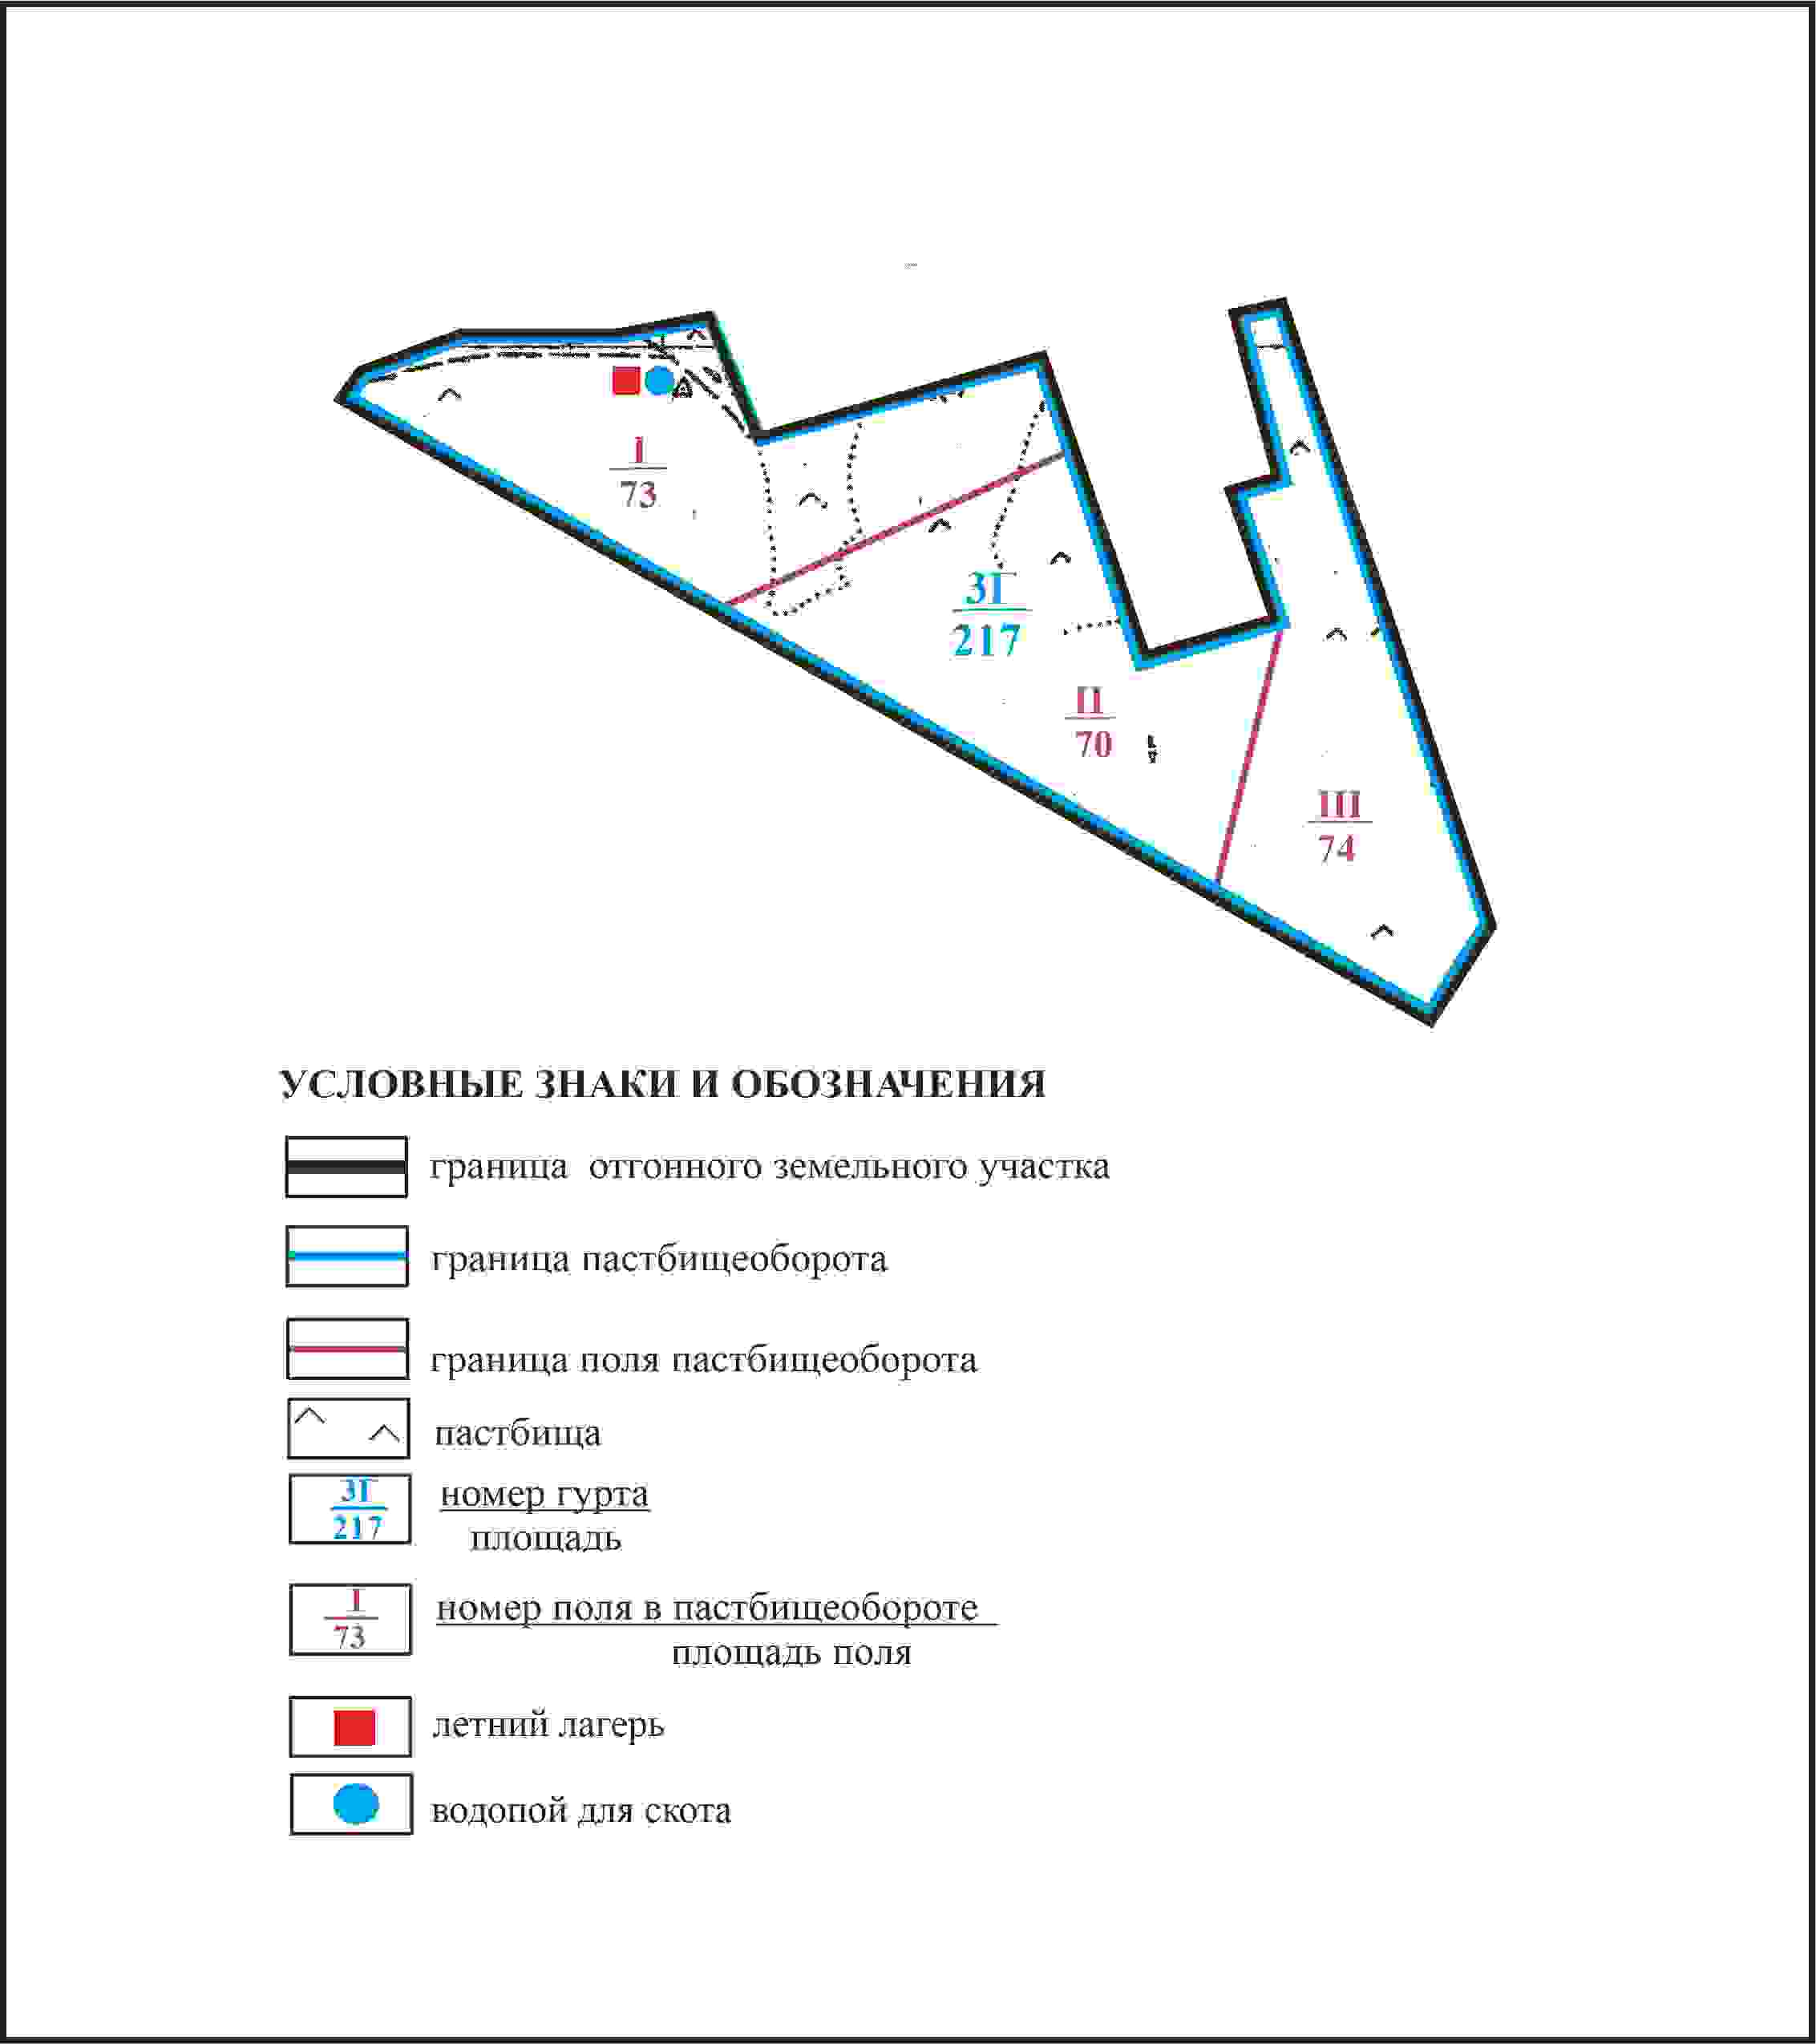 I
73
3Г
217
II
70
III
74
УСЛОВНЫЕ ЗНАКИ И ОБОЗНАЧЕНИЯ
граница отгонного земельного участка
граница пастбищеоборота
граница поля пастбищеоборота
пастбища
3Г
217
номер гурта
площадь
I
73
номер поля в пастбищеобороте
площадь поля
летний лагерь
водопой для скота